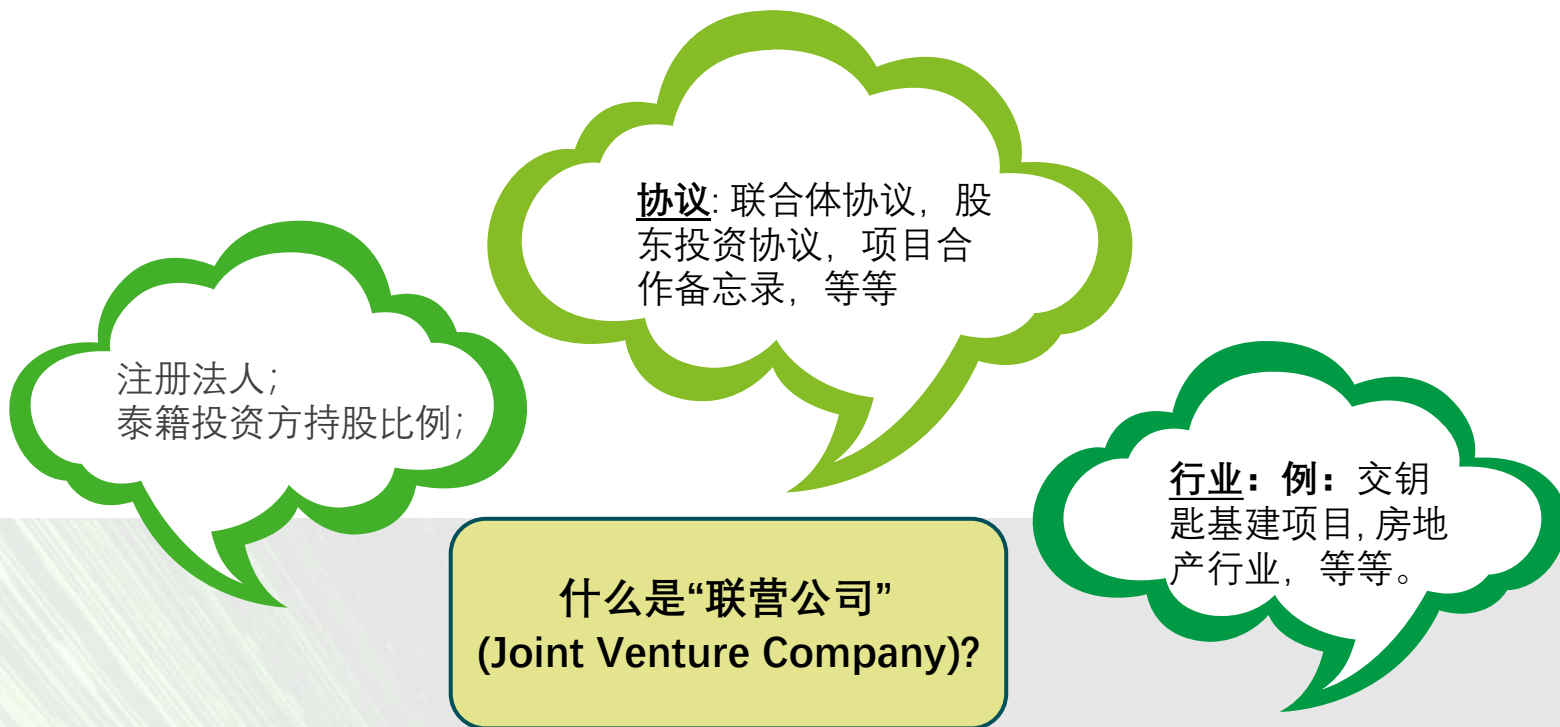 协议: 联合体协议，股
东投资协议，项目合
作备忘录，等等
注册法人；
泰籍投资方持股比例；
行业：例：交钥
匙基建项目, 房地
产行业，等等。
什么是“联营公司”
(Joint Venture Company)?